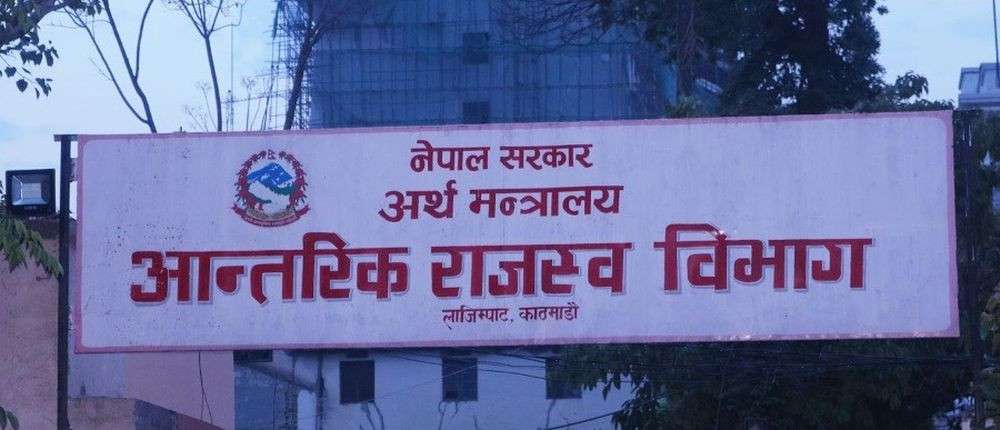 नेपाल सरकार
अर्थ मन्त्रालय
आन्तरिक राजस्व विभाग
लाजिम्पाट, काठमाडौं